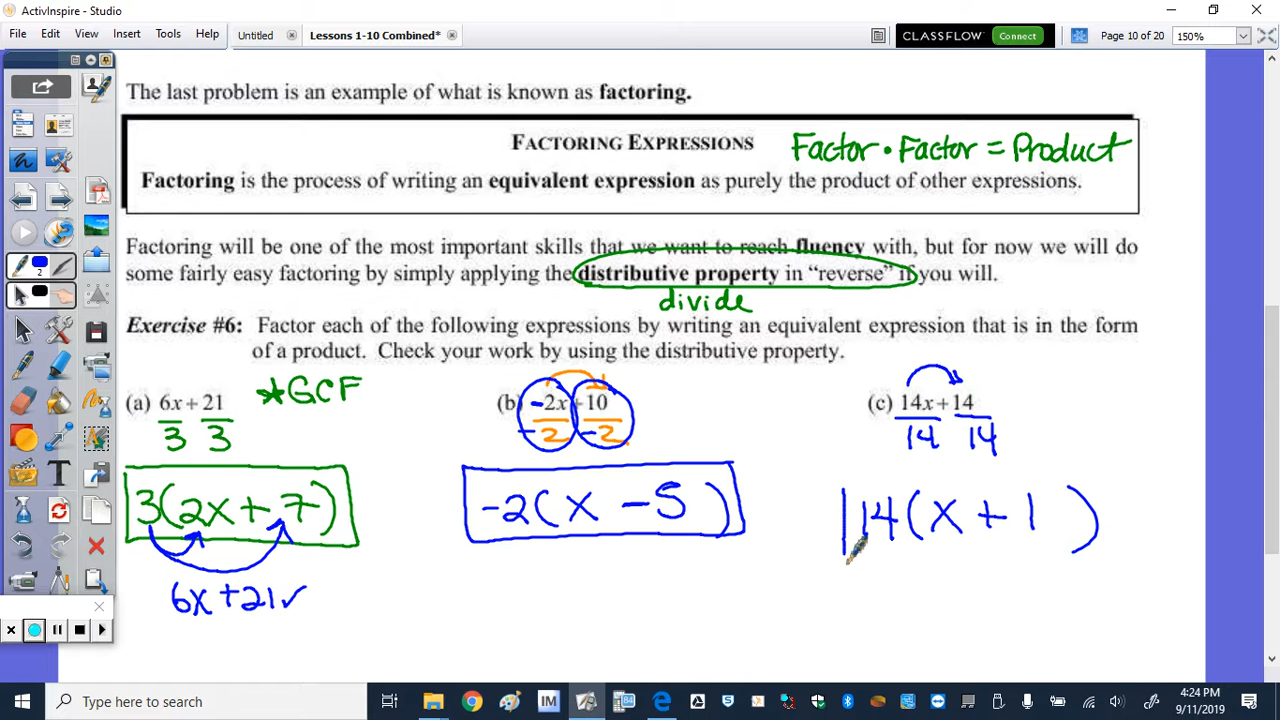 ActivInspire - Studio
File Edit View Insert Tools Help
Untitled
Lessons 1-10 Combined*
CLASSFLOW Connect
Page 10 of 20
150%
The last problem is an example of what is known as factoring.
FACTORING EXPRESSIONS
Factor · Factor = Product
Factoring is the process of writing an equivalent expression as purely the product of other expressions.
Factoring will be one of the most important skills that we want to reach fluency with, but for now we will do
some fairly easy factoring by simply applying the distributive property in “reverse” if you will.
divide
Exercise #6: Factor each of the following expressions by writing an equivalent expression that is in the form
of a product. Check your work by using the distributive property.
(a) 6x + 21
3 3
*GCF
3(2x + 7)
6x + 21 ✓
(b) -2x + 10
-2 -2
-2(x - 5)
(c) 14x + 14
14 14
14(x + 1)
2
T
Type here to search
IM
4:24 PM
9/11/2019